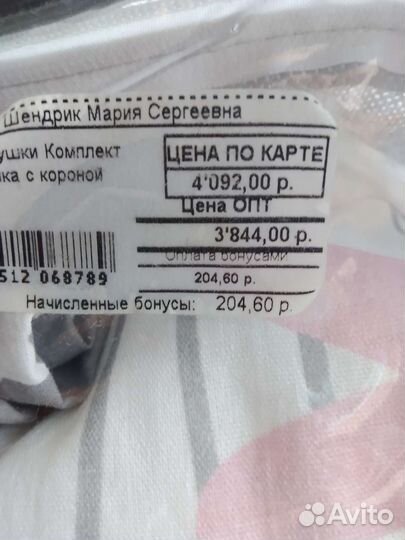 Шендрик Мария Сергеевна
ушки Комплект
ка с короной
ЦЕНА ПО КАРТЕ
4'092,00 р.
Цена ОПТ
3'844,00 р.
Оплата бонусами
204,60 р.
512 068789
Начисленные бонусы: 204,60 р.
Avito